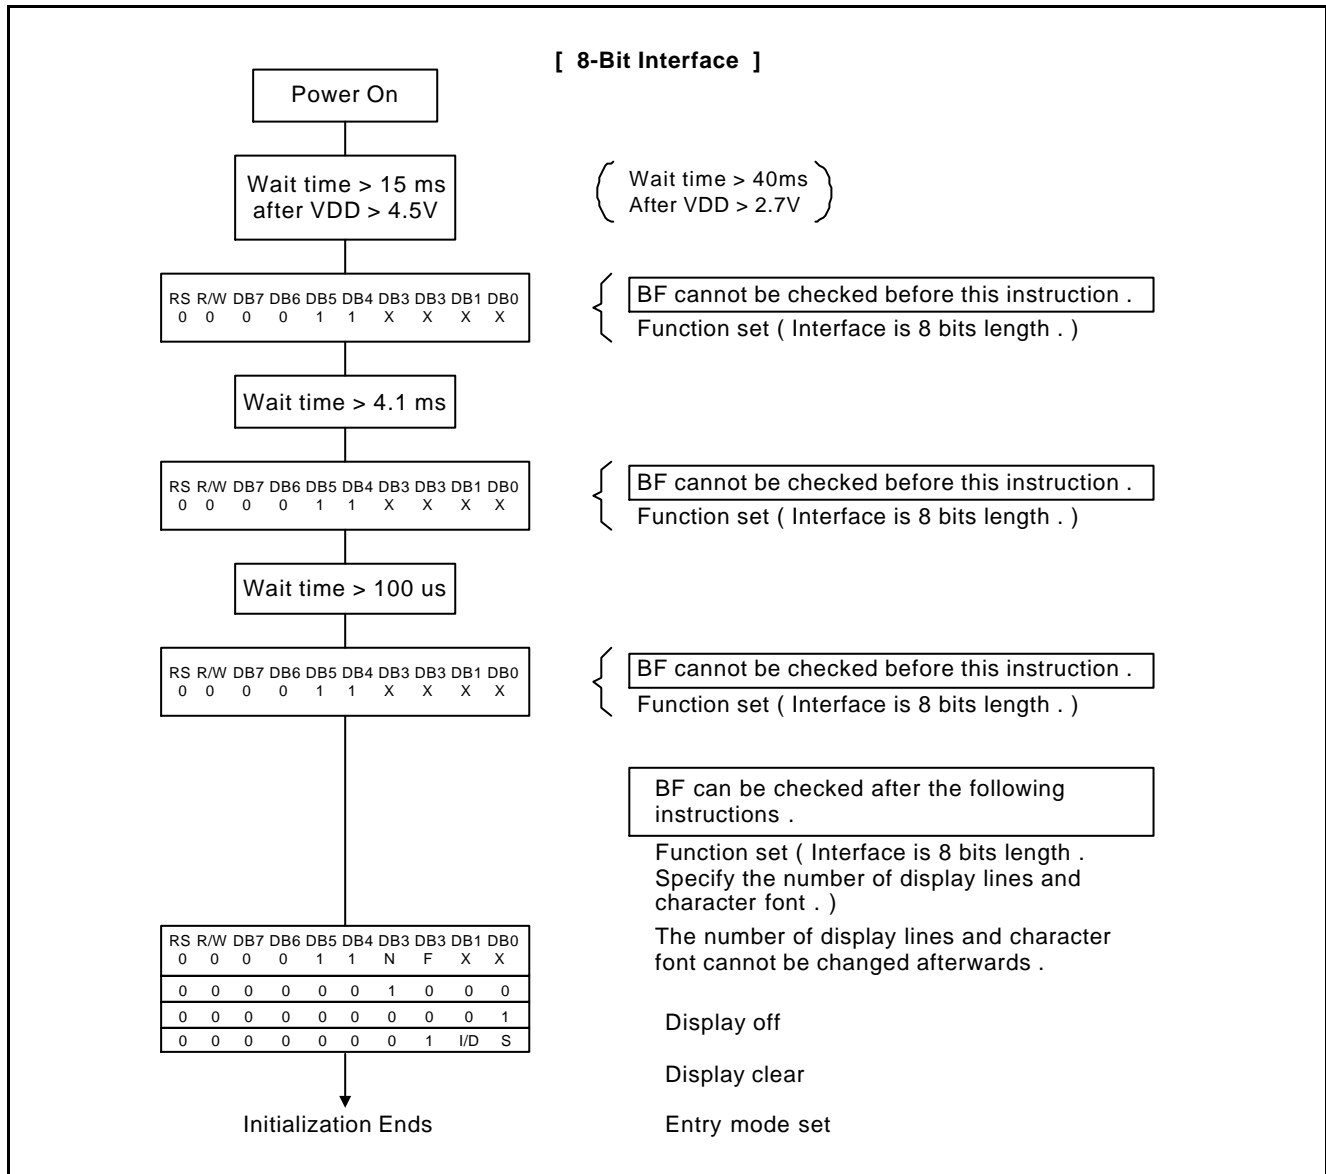 [ 8-Bit Interface ]
Power On
Wait time > 15 ms
after VDD > 4.5V
Wait time > 40ms
After VDD > 2.7V
RS R/W DB7 DB6 DB5 DB4 DB3 DB3 DB1 DB0
0 0 0 0 1 1 X X X X
BF cannot be checked before this instruction .
Function set ( Interface is 8 bits length . )
Wait time > 4.1 ms
RS R/W DB7 DB6 DB5 DB4 DB3 DB3 DB1 DB0
0 0 0 0 1 1 X X X X
BF cannot be checked before this instruction .
Function set ( Interface is 8 bits length . )
Wait time > 100 us
RS R/W DB7 DB6 DB5 DB4 DB3 DB3 DB1 DB0
0 0 0 0 1 1 X X X X
BF cannot be checked before this instruction .
Function set ( Interface is 8 bits length . )
BF can be checked after the following
instructions .
Function set ( Interface is 8 bits length .
Specify the number of display lines and
character font . )
The number of display lines and character
font cannot be changed afterwards .
RS R/W DB7 DB6 DB5 DB4 DB3 DB3 DB1 DB0
0 0 0 0 1 1 N F X X
0 0 0 0 0 0 1 0 0 0
0 0 0 0 0 0 0 0 0 1
0 0 0 0 0 0 0 1 I/D S
Display off
Display clear
Initialization Ends
Entry mode set